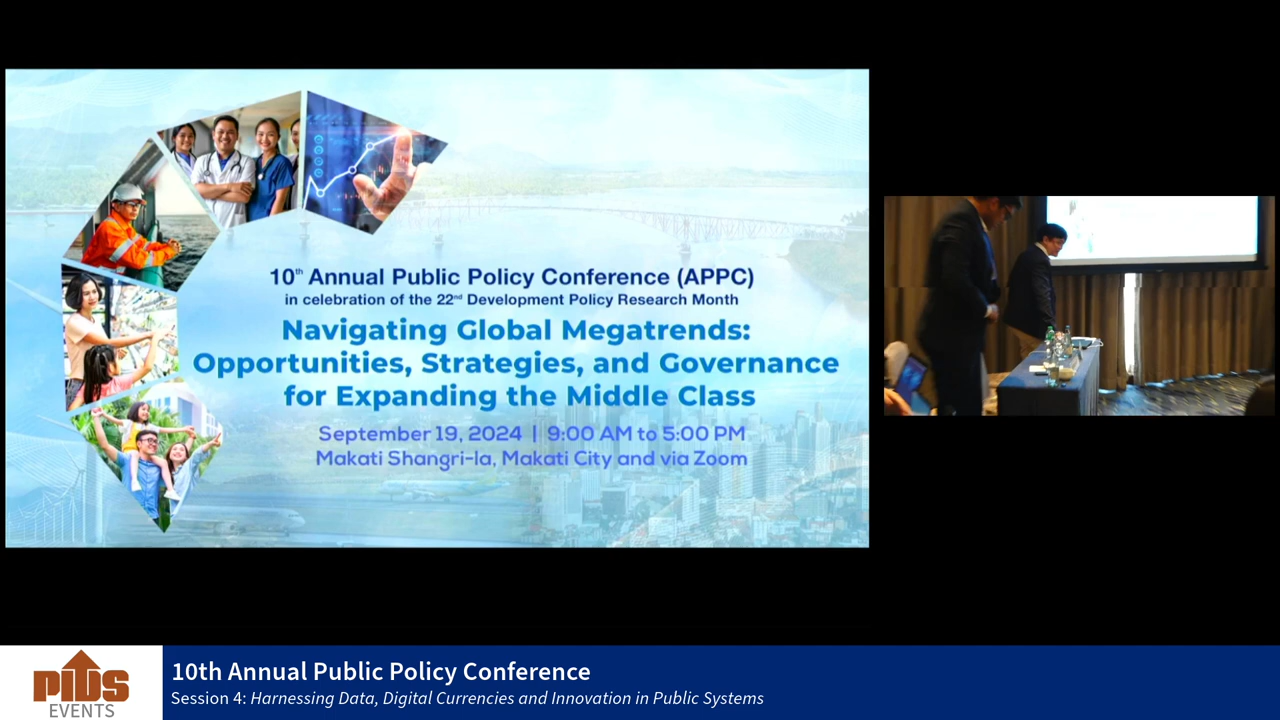 10th Annual Public Policy Conference (APPC)
in celebration of the 22nd Development Policy Research Month
Navigating Global Megatrends:
Opportunities, Strategies, and Governance
for Expanding the Middle Class
September 19, 2024 | 9:00 AM to 5:00 PM
Makati Shangri-la, Makati City and via Zoom
PIDS
EVENTS
10th Annual Public Policy Conference
Session 4: Harnessing Data, Digital Currencies and Innovation in Public Systems